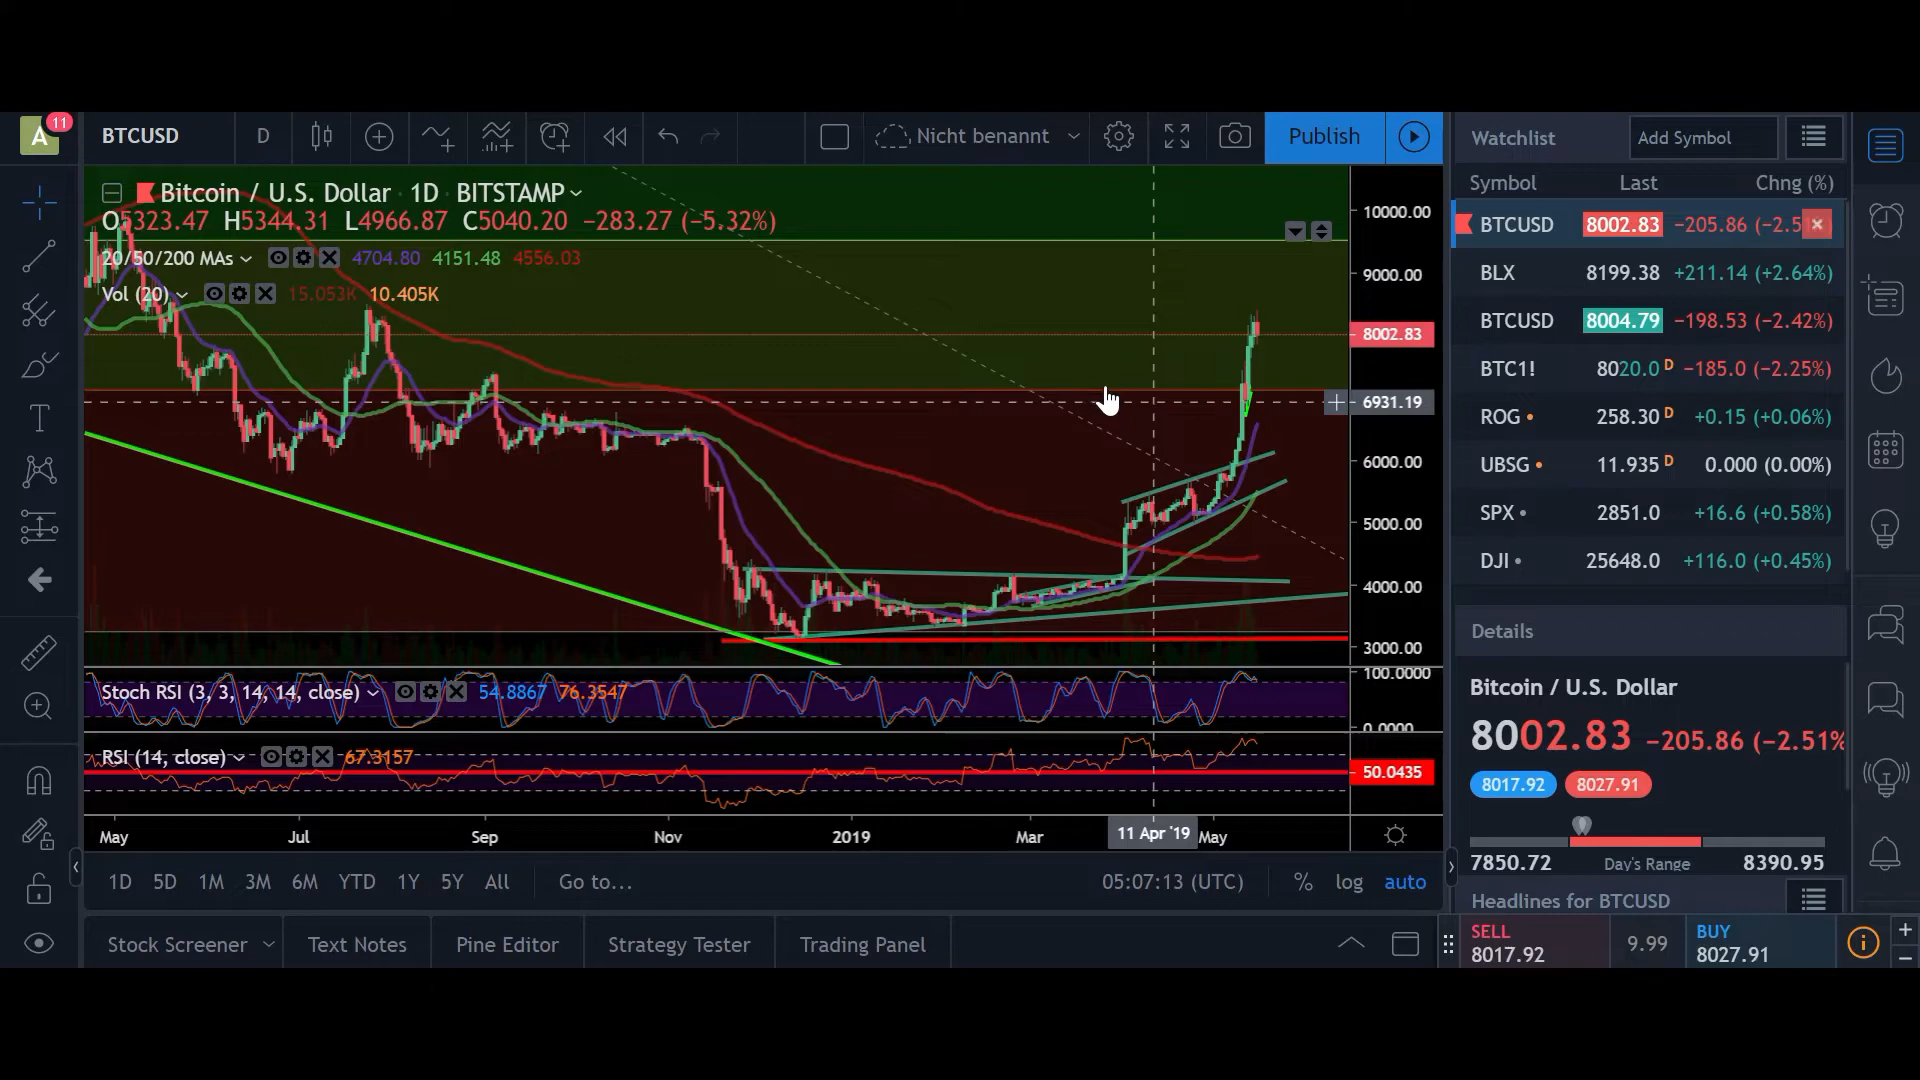 A 11 BTCUSD D Nicht benannt Publish
Bitcoin / U.S. Dollar · 1D · BITSTAMP
O5323.47 H5344.31 L4966.87 C5040.20 −283.27 (−5.32%)
20/50/200 MAs 4704.80 4151.48 4556.03
Vol (20) 15.053K 10.405K
10000.00
9000.00
8002.83
6931.19
6000.00
5000.00
4000.00
3000.00
Stoch RSI (3, 3, 14, 14, close) 54.8867 76.3547
100.0000
0.0000
RSI (14, close) 67.3157
50.0435
May Jul Sep Nov 2019 Mar 11 Apr '19 May
1D 5D 1M 3M 6M YTD 1Y 5Y All Go to... 05:07:13 (UTC) % log auto
Stock Screener Text Notes Pine Editor Strategy Tester Trading Panel
Watchlist Add Symbol
Symbol Last Chng (%)
BTCUSD 8002.83 −205.86 (−2.5
BLX 8199.38 +211.14 (+2.64%)
BTCUSD 8004.79 −198.53 (−2.42%)
BTC1! 8020.0 D −185.0 (−2.25%)
ROG 258.30 D +0.15 (+0.06%)
UBSG 11.935 D 0.000 (0.00%)
SPX 2851.0 +16.6 (+0.58%)
DJI 25648.0 +116.0 (+0.45%)
Details
Bitcoin / U.S. Dollar
8002.83 −205.86 (−2.51%
8017.92 8027.91
7850.72 Day's Range 8390.95
Headlines for BTCUSD
SELL 8017.92 9.99 BUY 8027.91